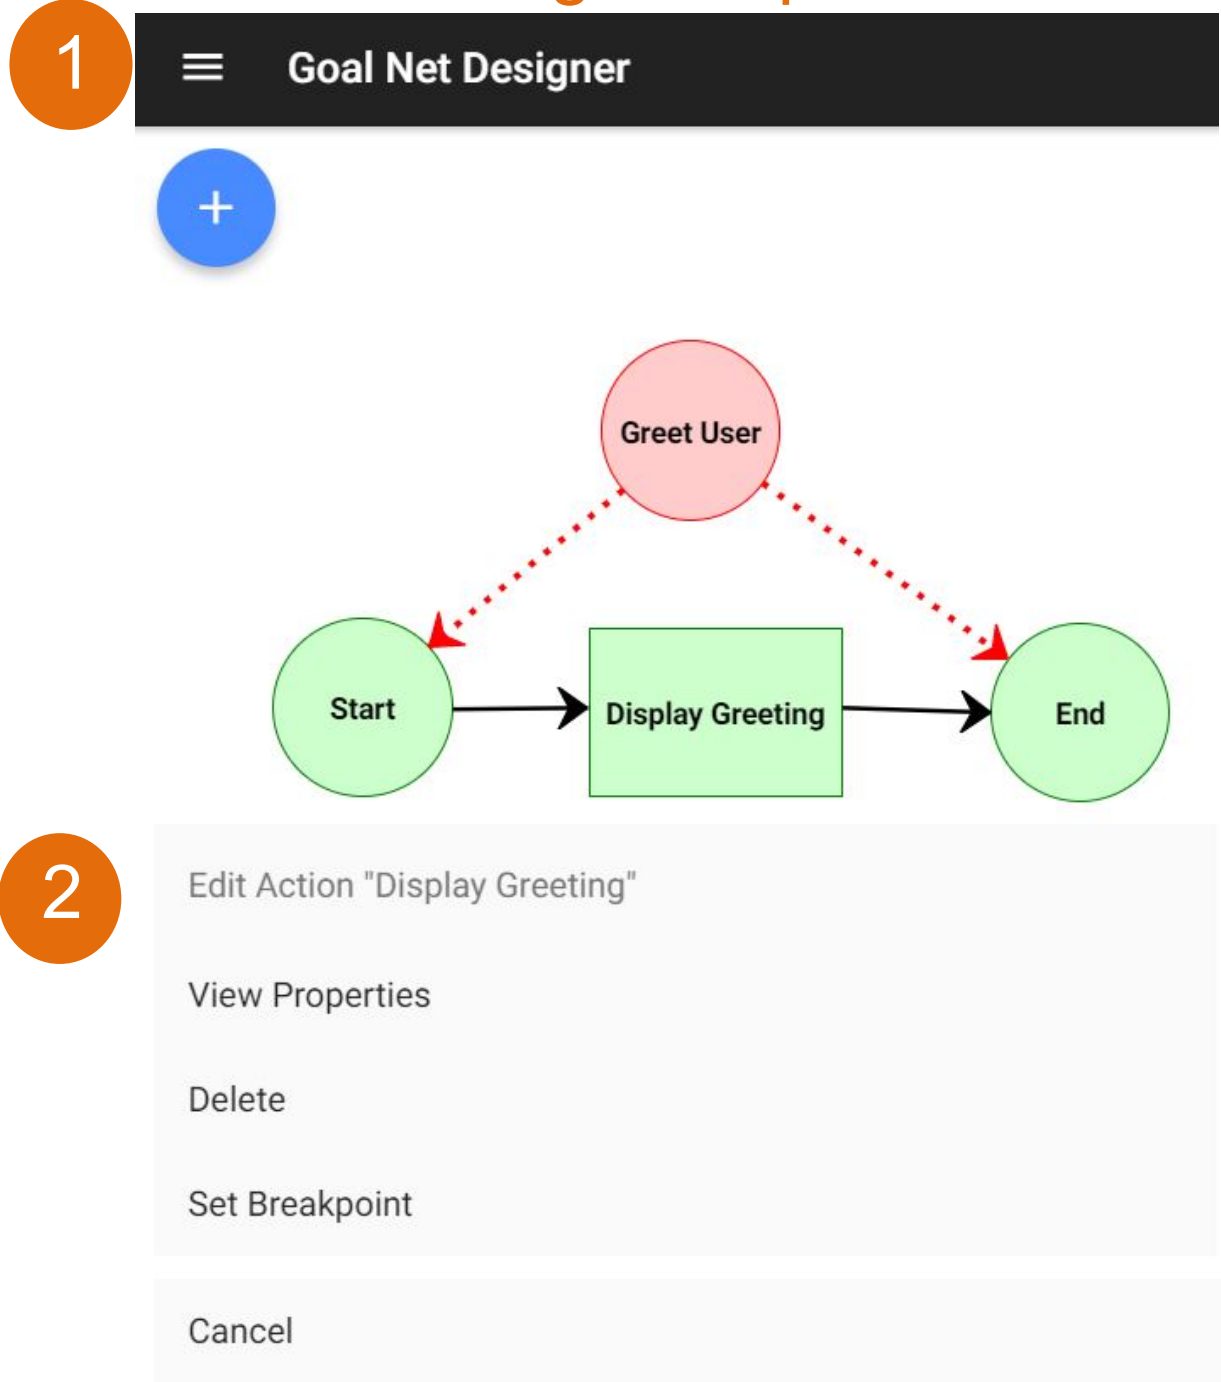 1
Goal Net Designer
+
Greet User
Start
Display Greeting
End
2
Edit Action "Display Greeting"
View Properties
Delete
Set Breakpoint
Cancel